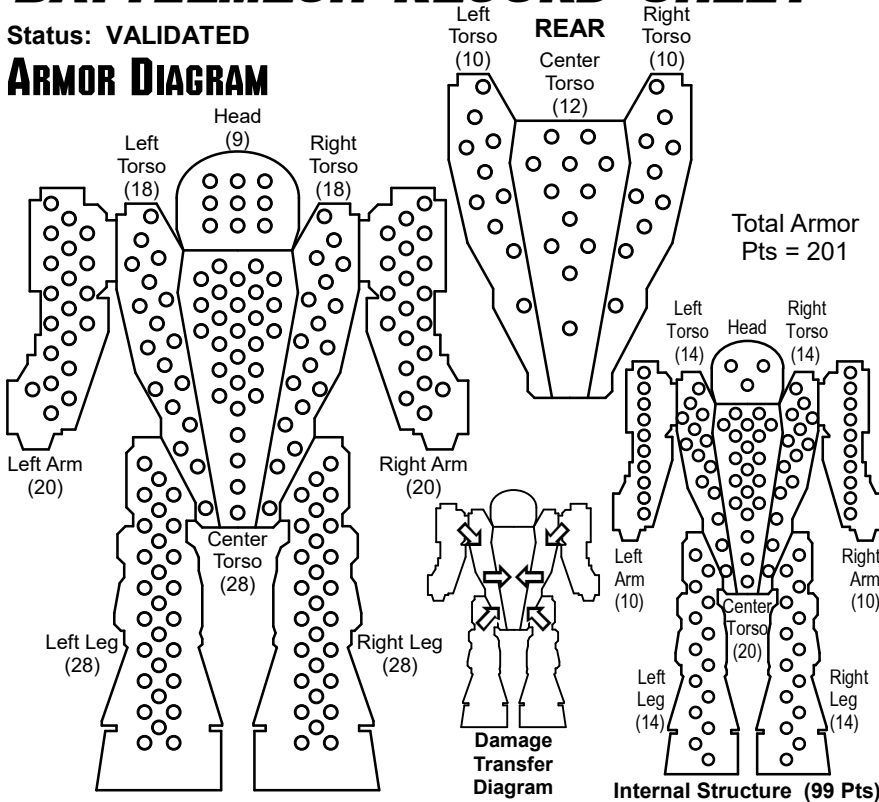 BATTLEMECH RECORD SHEET
Status: VALIDATED
ARMOR DIAGRAM
Head
(9)
Left
Torso
(18)
Right
Torso
(18)
Left Arm
(20)
Right Arm
(20)
Center
Torso
(28)
Left Leg
(28)
Right Leg
(28)
Left
Torso
(10)
REAR
Center
Torso
(12)
Right
Torso
(10)
Total Armor
Pts = 201
Damage
Transfer
Diagram
Left
Torso
(14)
Head
Right
Torso
(14)
Left
Arm
(10)
Right
Arm
(10)
Center
Torso
(20)
Left
Leg
(14)
Right
Leg
(14)
Internal Structure (99 Pts)